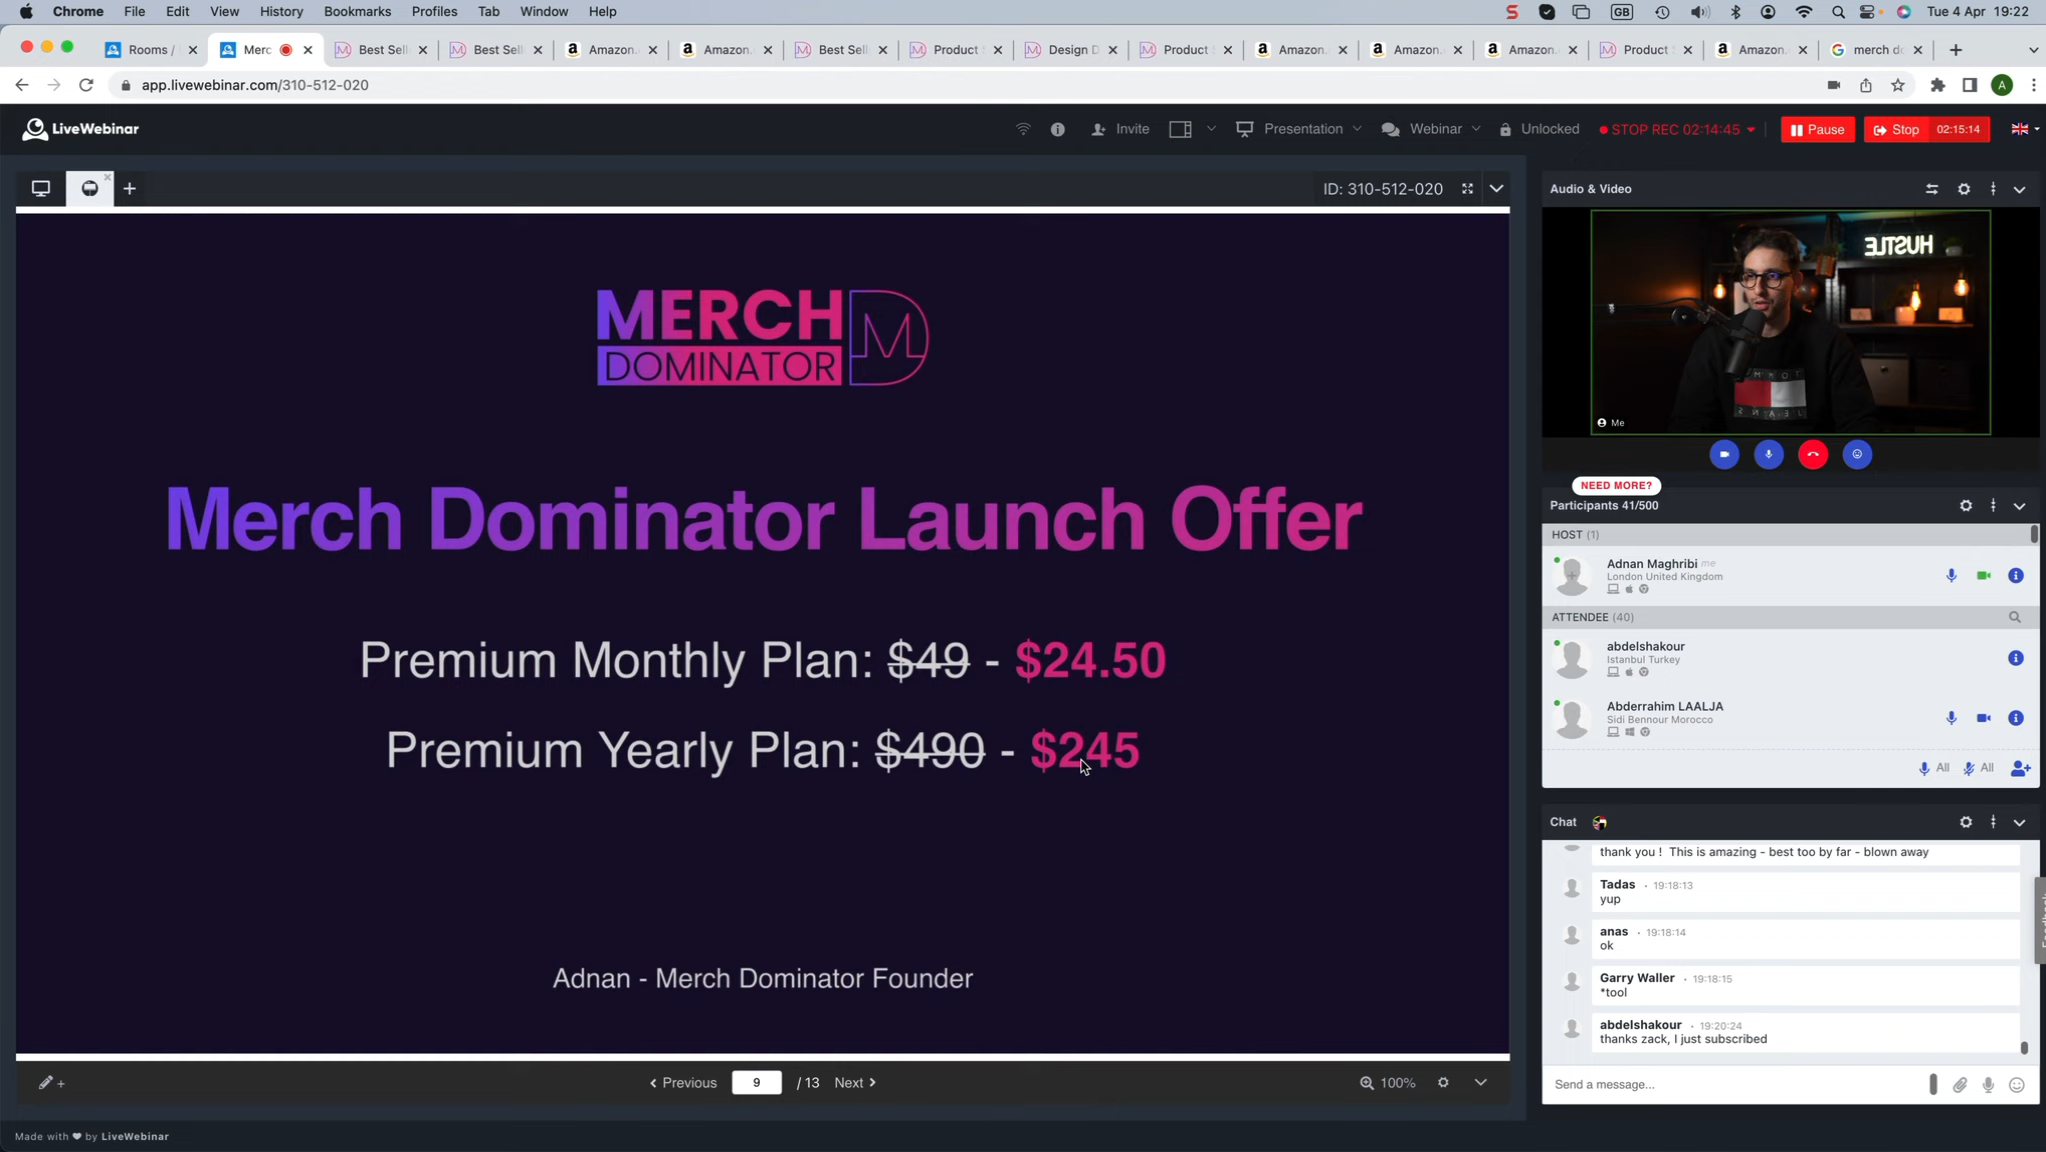 Chrome File Edit View History Bookmarks Profiles Tab Window Help
GB
Tue 4 Apr 19:22
Rooms /
Merc
Best Sell
Best Sell
Amazon.
Amazon.
Best Sell
Product
Design D
Product
Amazon.
Amazon.
Amazon.
Product
Amazon.
merch d
app.livewebinar.com/310-512-020
A
LiveWebinar
Invite
Presentation
Webinar
Unlocked
STOP REC 02:14:45
Pause
Stop
02:15:14
ID: 310-512-020
MERCH
DOMINATOR
M
Merch Dominator Launch Offer
Premium Monthly Plan: $49 - $24.50
Premium Yearly Plan: $490 - $245
Adnan - Merch Dominator Founder
Previous 9 / 13 Next
100%
Made with ❤ by LiveWebinar
Audio & Video
HUSTLE
TOMMY
JEANS
Me
NEED MORE?
Participants 41/500
HOST (1)
Adnan Maghribi me
London United Kingdom
ATTENDEE (40)
abdelshakour
Istanbul Turkey
Abderrahim LAALJA
Sidi Bennour Morocco
All
All
Chat
thank you ! This is amazing - best too by far - blown away
Tadas · 19:18:13
yup
anas · 19:18:14
ok
Garry Waller · 19:18:15
*tool
abdelshakour · 19:20:24
thanks zack, I just subscribed
Send a message...